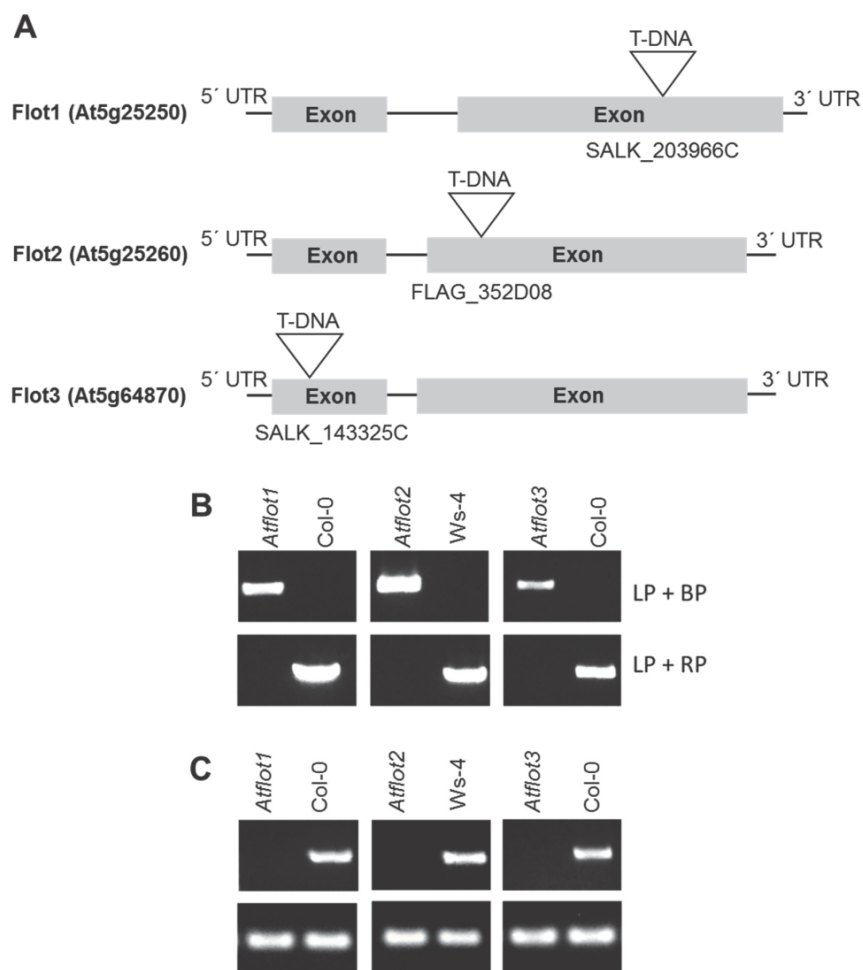 A
T-DNA
Flot1 (At5g25250) 5´ UTR Exon Exon 3´ UTR
SALK_203966C
T-DNA
Flot2 (At5g25260) 5´ UTR Exon Exon 3´ UTR
FLAG_352D08
T-DNA
Flot3 (At5g64870) 5´ UTR Exon Exon 3´ UTR
SALK_143325C
B
Atflot1 Col-0 Atflot2 Ws-4 Atflot3 Col-0
LP + BP
LP + RP
C
Atflot1 Col-0 Atflot2 Ws-4 Atflot3 Col-0